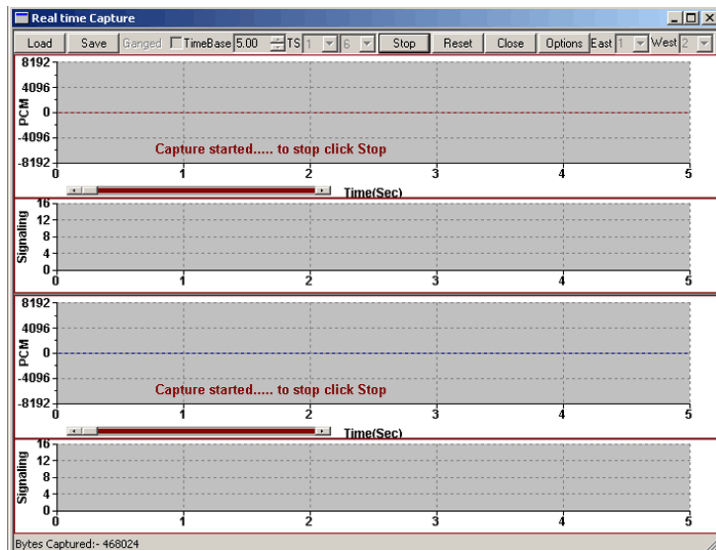 Real time Capture
Load Save Ganged TimeBase 5.00 TS 1 6 Stop Reset Close Options East 1 West 2
8192
4096
0
-4096
-8192
PCM
Capture started..... to stop click Stop
0 1 2 3 4 5
Time(Sec)
16
12
8
4
0
Signaling
0 1 2 3 4 5
8192
4096
0
-4096
-8192
PCM
Capture started..... to stop click Stop
0 1 2 3 4 5
Time(Sec)
16
12
8
4
0
Signaling
0 1 2 3 4 5
Bytes Captured:- 468024